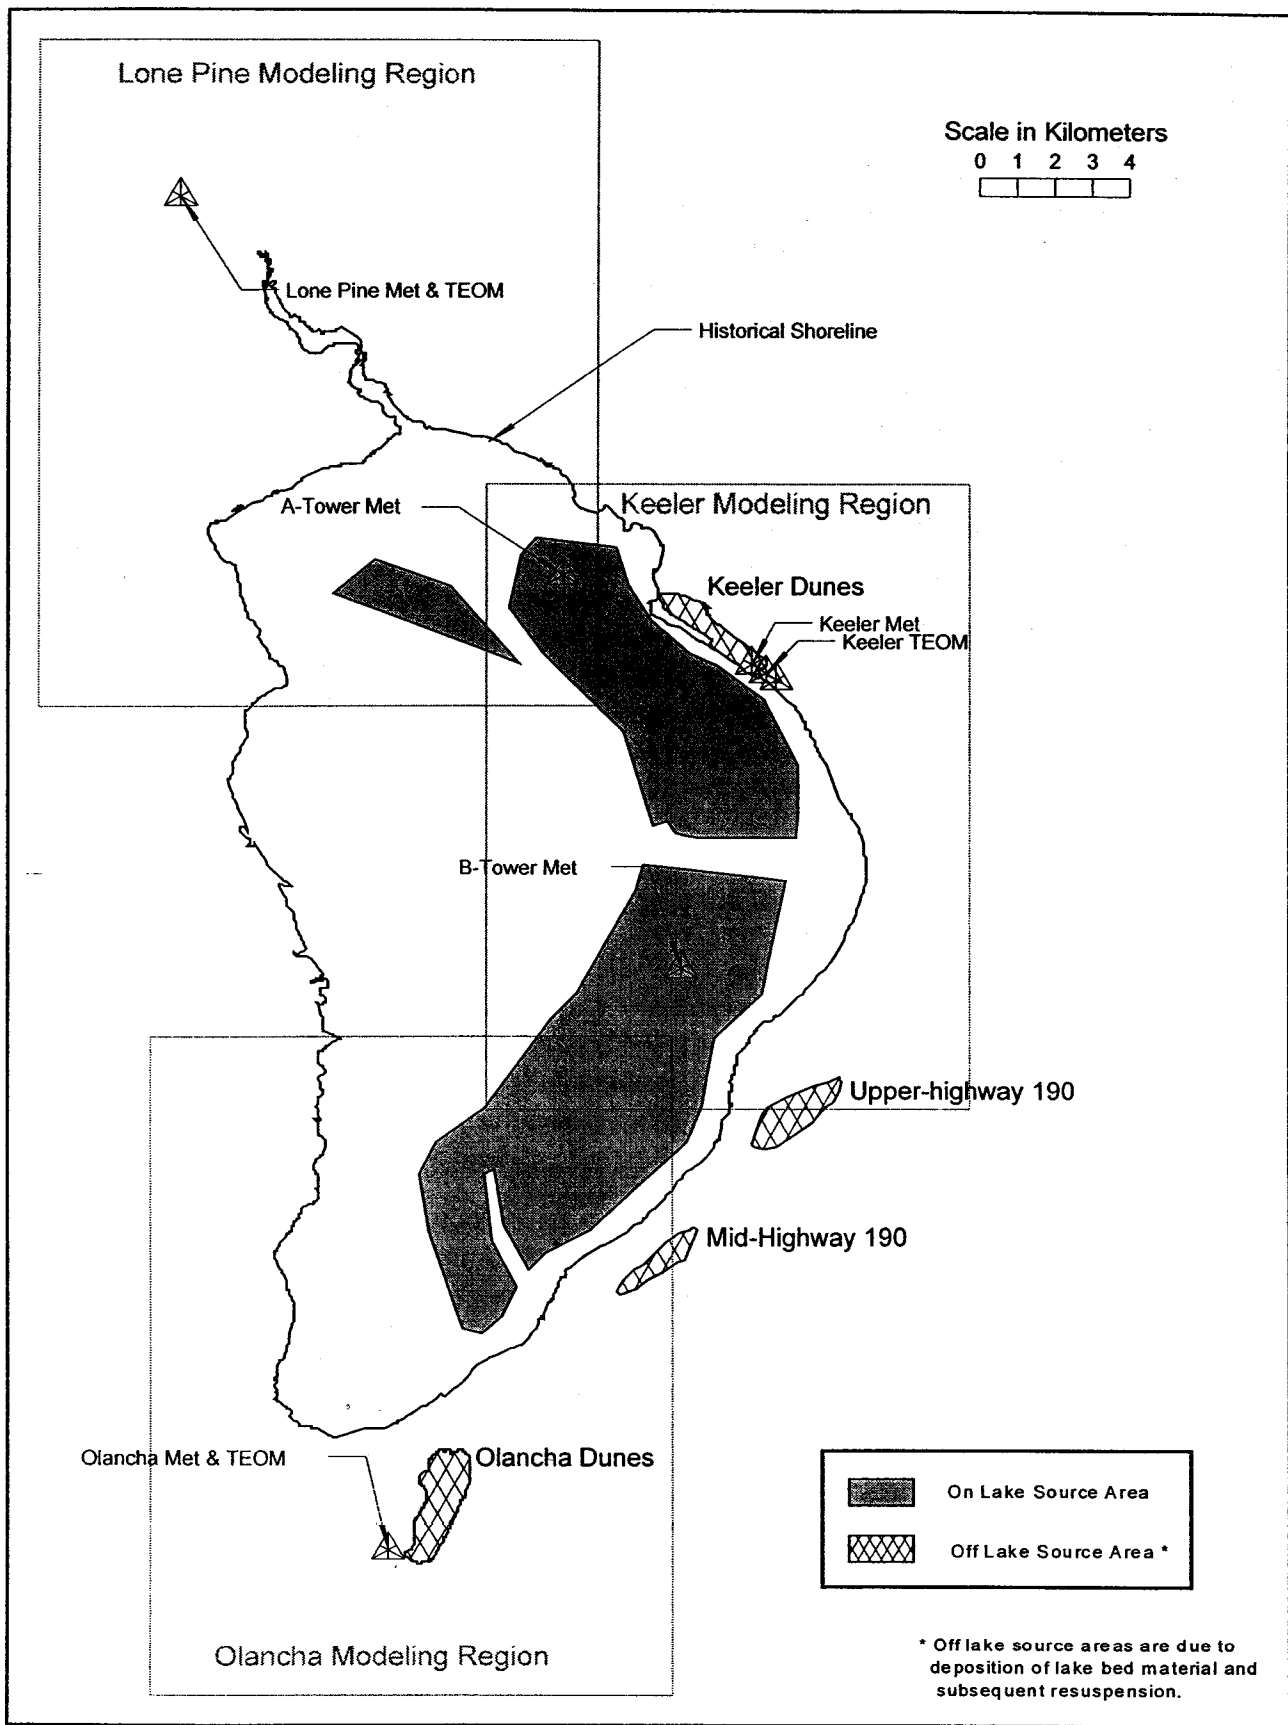 Lone Pine Modeling Region
Scale in Kilometers
0 1 2 3 4
Lone Pine Met & TEOM
Historical Shoreline
A-Tower Met
Keeler Modeling Region
Keeler Dunes
Keeler Met
Keeler TEOM
B-Tower Met
Upper-highway 190
Mid-Highway 190
Olancha Met & TEOM
Olancha Dunes
On Lake Source Area
Off Lake Source Area *
Olancha Modeling Region
* Off lake source areas are due to
deposition of lake bed material and
subsequent resuspension.